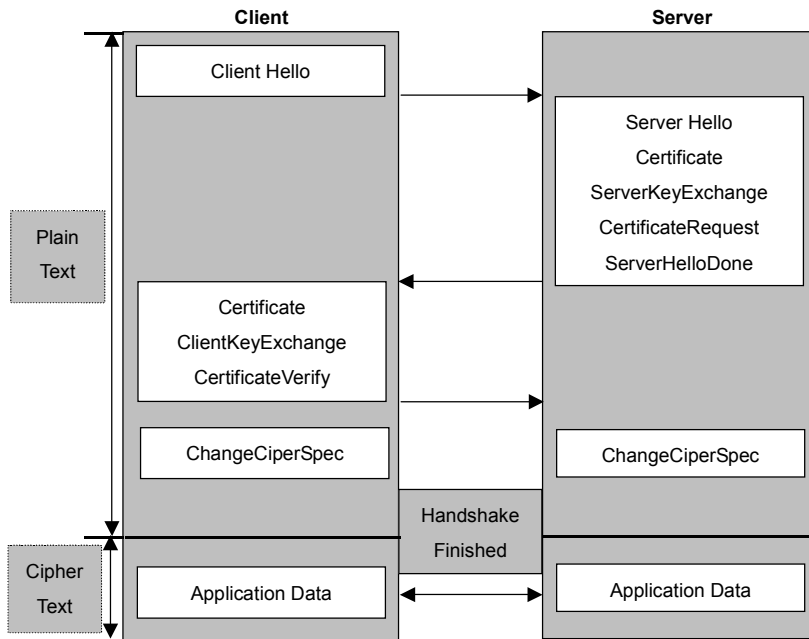 Client
Server
Client Hello
Server Hello
Certificate
ServerKeyExchange
CertificateRequest
ServerHelloDone
Plain
Text
Certificate
ClientKeyExchange
CertificateVerify
ChangeCiperSpec
ChangeCiperSpec
Handshake
Finished
Cipher
Text
Application Data
Application Data